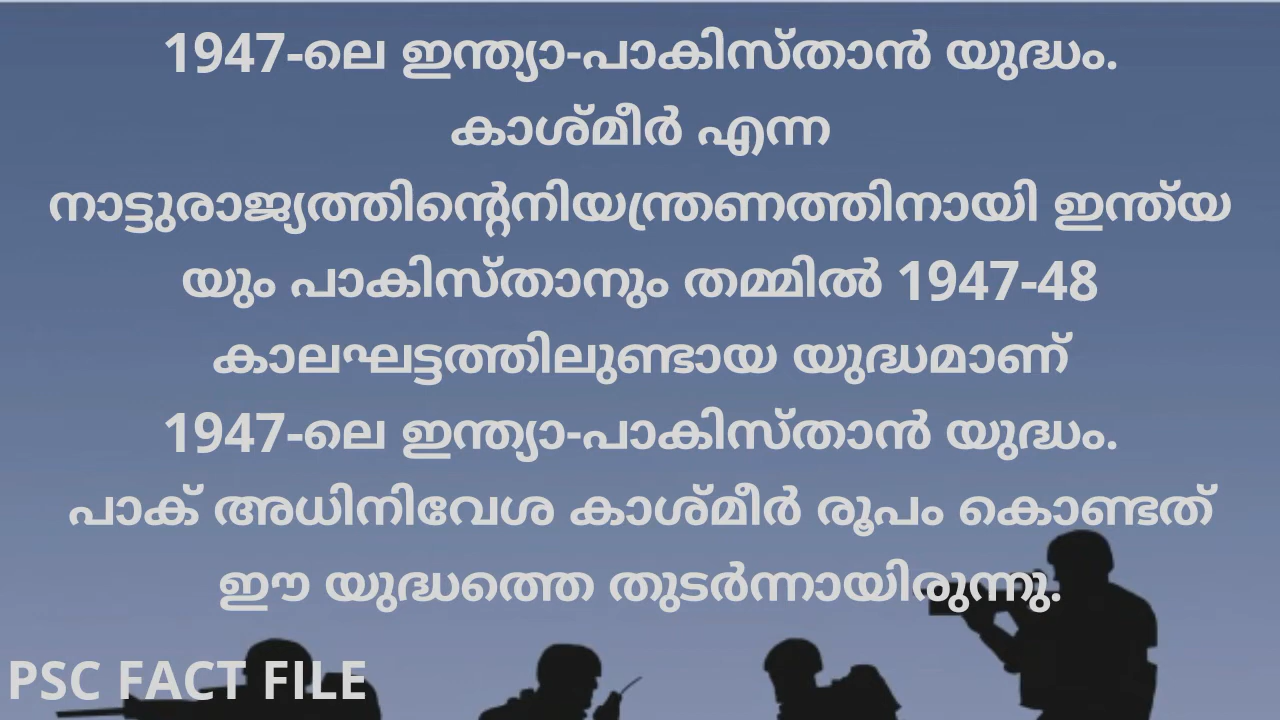 1947-ലെ ഇന്ത്യാ-പാകിസ്താൻ യുദ്ധം.
കാശ്മീർ എന്ന
നാട്ടുരാജ്യത്തിന്റെനിയന്ത്രണത്തിനായി ഇന്ത്‌യ
യും പാകിസ്താനും തമ്മിൽ 1947-48
കാലഘട്ടത്തിലുണ്ടായ യുദ്ധമാണ്
1947-ലെ ഇന്ത്യാ-പാകിസ്താൻ യുദ്ധം.
പാക് അധിനിവേശ കാശ്മീർ രൂപം കൊണ്ടത്
ഈ യുദ്ധത്തെ തുടർന്നായിരുന്നു.
PSC FACT FILE